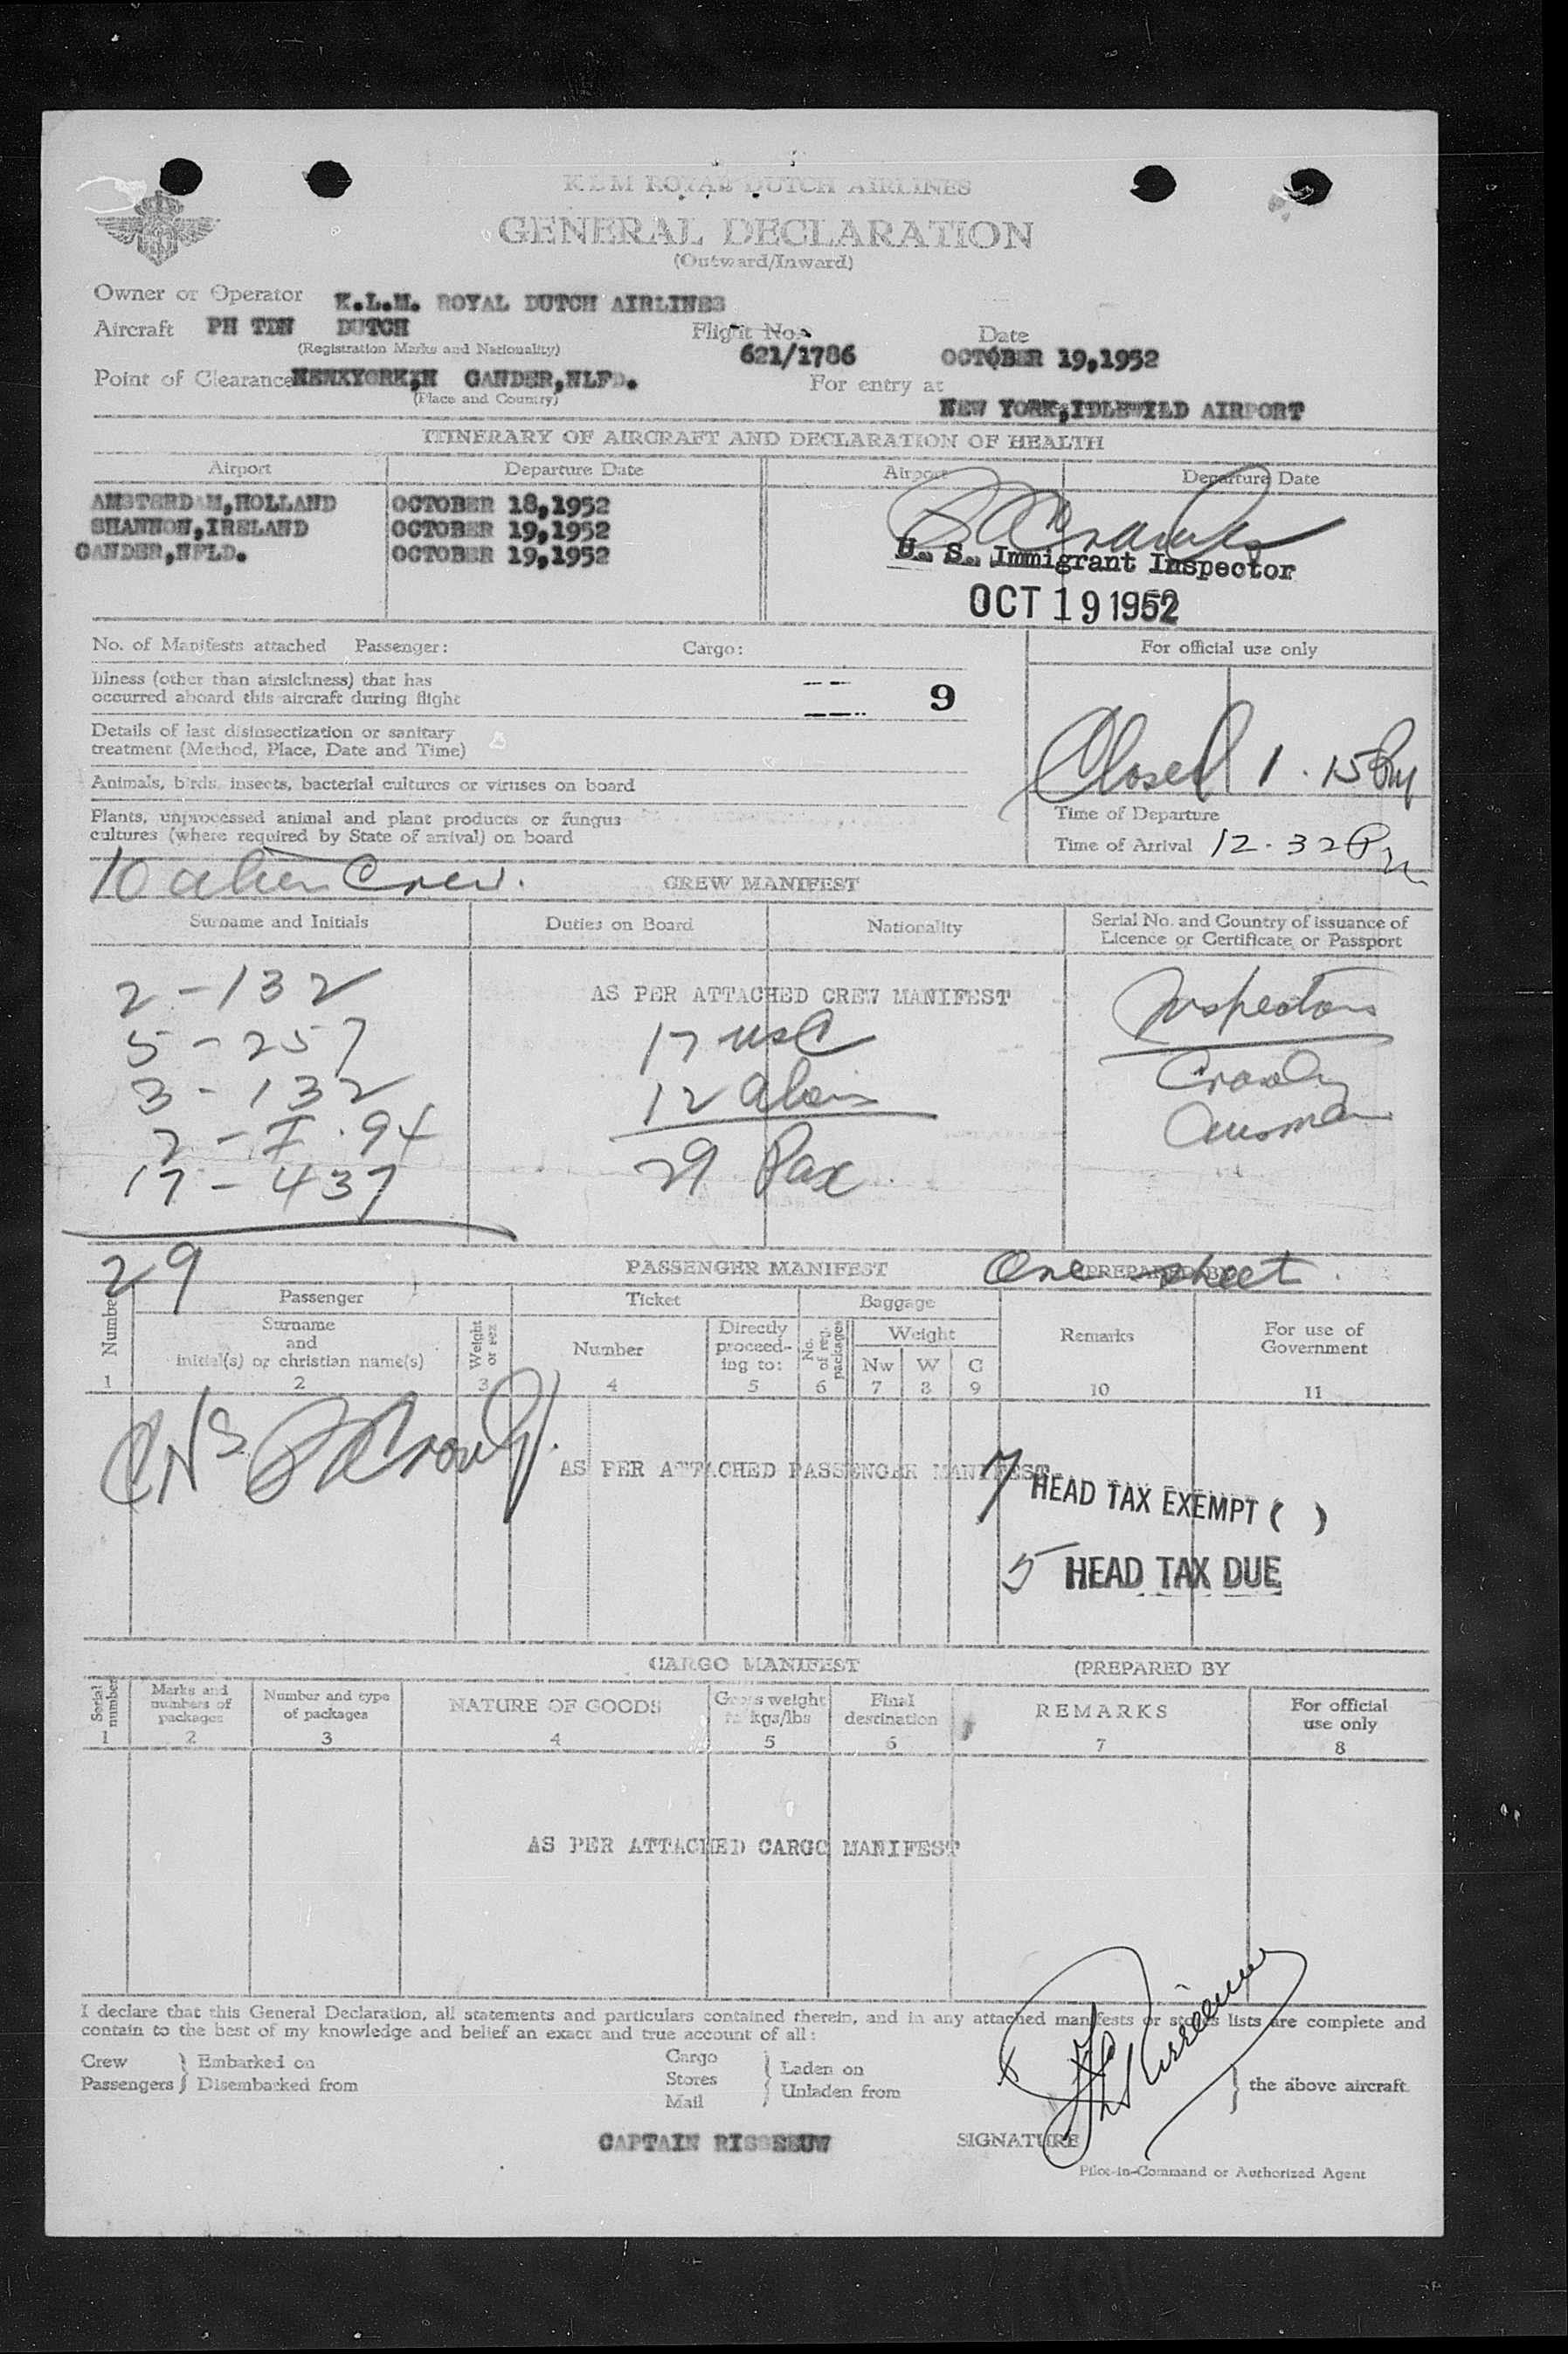 K L M ROYAL DUTCH AIRLINES
GENERAL DECLARATION
(Outward/Inward)
Owner or Operator K.L.M. ROYAL DUTCH AIRLINES
Aircraft PH TDN DUTCH Flight No. 621/1786 Date OCTOBER 19,1952
(Registration Marks and Nationality)
Point of Clearance GANDER,NLFD. For entry at NEW YORK,IDLEWILD AIRPORT
(Place and Country)
ITINERARY OF AIRCRAFT AND DECLARATION OF HEALTH
Airport Departure Date Airport Departure Date
AMSTERDAM,HOLLAND OCTOBER 18,1952
SHANNON,IRELAND OCTOBER 19,1952
GANDER,NFLD. OCTOBER 19,1952
U. S. Immigrant Inspector
OCT 19 1952
No. of Manifests attached Passenger: Cargo: For official use only
Illness (other than airsickness) that has
occurred aboard this aircraft during flight
9
Details of last disinsectization or sanitary
treatment (Method, Place, Date and Time)
Closed 1.15 Pm
Animals, birds, insects, bacterial cultures or viruses on board
Plants, unprocessed animal and plant products or fungus
cultures (where required by State of arrival) on board
Time of Departure
Time of Arrival 12.32 Pm
10 alien Crew. CREW MANIFEST
Surname and Initials Duties on Board Nationality Serial No. and Country of issuance of
Licence or Certificate or Passport
AS PER ATTACHED CREW MANIFEST
2 - 132
5 - 257
3 - 132
2 - I. 94
17 - 437
29
17 usC
12 alien
29 Pax
Inspectors
Crowley
PASSENGER MANIFEST (PREPARED BY
One sheet.
Number Passenger Ticket Baggage Remarks For use of
Government
Surname
and
initial(s) or christian name(s)
Weight
or sex
Number Directly
proceed-
ing to:
No.
of reg.
packages
Weight
Nw W C
1 2 3 4 5 6 7 8 9 10 11
AS PER ATTACHED PASSENGER MANIFEST
7 HEAD TAX EXEMPT ( )
5 HEAD TAX DUE
CARGO MANIFEST (PREPARED BY
Serial
number
Marks and
numbers of
packages
Number and type
of packages
NATURE OF GOODS Gross weight
in kgs/lbs
Final
destination
REMARKS For official
use only
1 2 3 4 5 6 7 8
AS PER ATTACHED CARGO MANIFEST
I declare that this General Declaration, all statements and particulars contained therein, and in any attached manifests or stores lists are complete and
contain to the best of my knowledge and belief an exact and true account of all:
Crew Embarked on Cargo Laden on
Passengers Disembarked from Stores Unladen from the above aircraft.
Mail
CAPTAIN RISSEEUW SIGNATURE
Pilot-in-Command or Authorized Agent